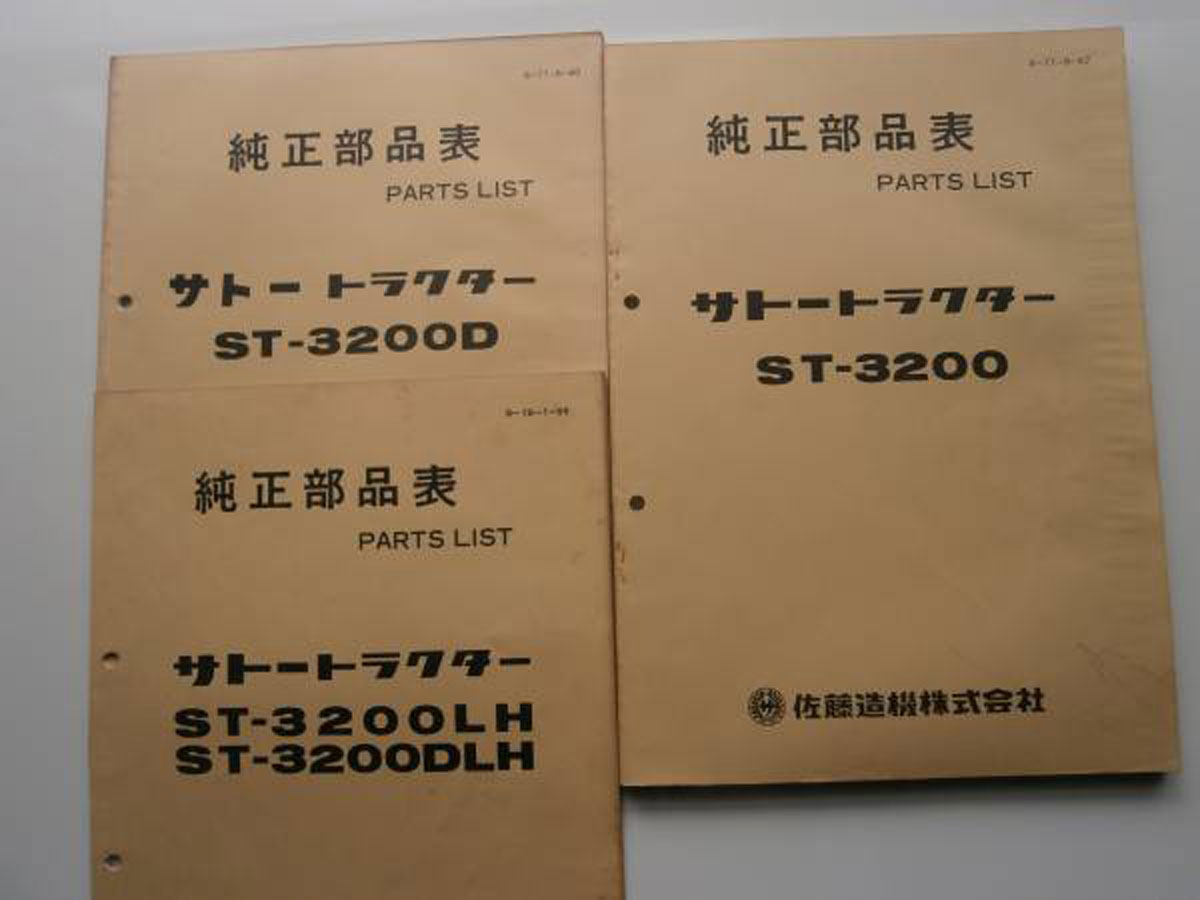 純正部品表
PARTS LIST
サトートラクター
ST-3200D
純正部品表
PARTS LIST
サトートラクター
ST-3200LH
ST-3200DLH
純正部品表
PARTS LIST
サトートラクター
ST-3200
佐藤造機株式会社